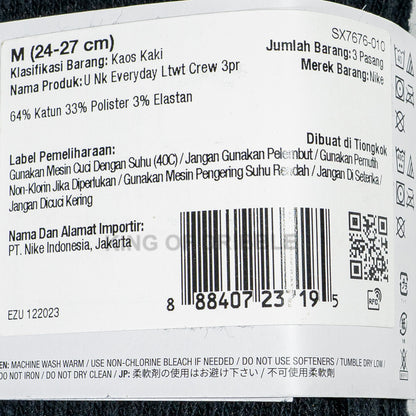 M (24-27 cm)
SX7676-010
Klasifikasi Barang: Kaos Kaki
Jumlah Barang:3 Pasang
Nama Produk:U Nk Everyday Ltwt Crew 3pr
Merek Barang:Nike
64% Katun 33% Polister 3% Elastan
Dibuat di Tiongkok
Label Pemeliharaan:
Gunakan Mesin Cuci Dengan Suhu (40C) / Jangan Gunakan Pelembut / Gunakan Pemutih
Non-Klorin Jika Diperlukan / Gunakan Mesin Pengering Suhu Rendah / Jangan Di Seterika /
Jangan Dicuci Kering
Nama Dan Alamat Importir:
PT. Nike Indonesia, Jakarta
KING OF DRIBBLE
8 88407 23719 5
EZU 122023
EN: MACHINE WASH WARM / USE NON-CHLORINE BLEACH IF NEEDED / DO NOT USE SOFTENERS / TUMBLE DRY LOW /
DO NOT IRON / DO NOT DRY CLEAN / JP: 柔軟剤の使用はお避け下さい / 不可使用柔柔剤